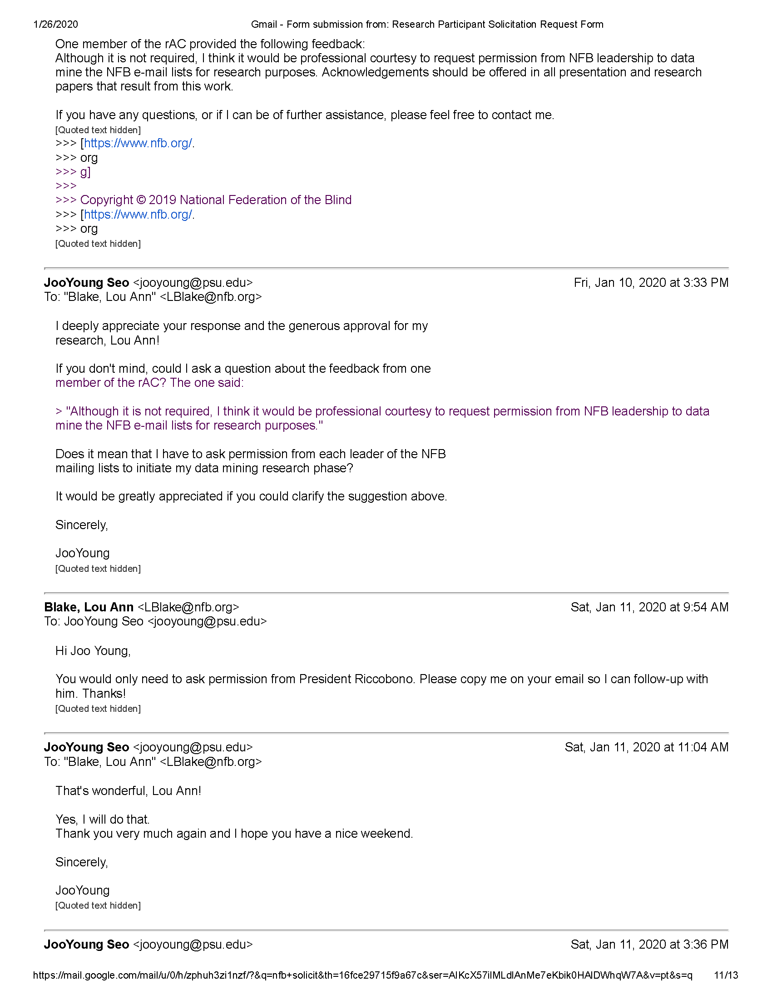 1/26/2020 Gmail - Form submission from: Research Participant Solicitation Request Form
One member of the rAC provided the following feedback:
Although it is not required, I think it would be professional courtesy to request permission from NFB leadership to data
mine the NFB e-mail lists for research purposes. Acknowledgements should be offered in all presentation and research
papers that result from this work.
If you have any questions, or if I can be of further assistance, please feel free to contact me.
[Quoted text hidden]
>>> [https://www.nfb.org/.
>>> org
>>> g]
>>>
>>> Copyright © 2019 National Federation of the Blind
>>> [https://www.nfb.org/.
>>> org
[Quoted text hidden]
JooYoung Seo <jooyoung@psu.edu> Fri, Jan 10, 2020 at 3:33 PM
To: "Blake, Lou Ann" <LBlake@nfb.org>
I deeply appreciate your response and the generous approval for my
research, Lou Ann!
If you don't mind, could I ask a question about the feedback from one
member of the rAC? The one said:
> "Although it is not required, I think it would be professional courtesy to request permission from NFB leadership to data
mine the NFB e-mail lists for research purposes."
Does it mean that I have to ask permission from each leader of the NFB
mailing lists to initiate my data mining research phase?
It would be greatly appreciated if you could clarify the suggestion above.
Sincerely,
JooYoung
[Quoted text hidden]
Blake, Lou Ann <LBlake@nfb.org> Sat, Jan 11, 2020 at 9:54 AM
To: JooYoung Seo <jooyoung@psu.edu>
Hi Joo Young,
You would only need to ask permission from President Riccobono. Please copy me on your email so I can follow-up with
him. Thanks!
[Quoted text hidden]
JooYoung Seo <jooyoung@psu.edu> Sat, Jan 11, 2020 at 11:04 AM
To: "Blake, Lou Ann" <LBlake@nfb.org>
That's wonderful, Lou Ann!
Yes, I will do that.
Thank you very much again and I hope you have a nice weekend.
Sincerely,
JooYoung
[Quoted text hidden]
JooYoung Seo <jooyoung@psu.edu> Sat, Jan 11, 2020 at 3:36 PM
https://mail.google.com/mail/u/0/h/zphuh3zi1nzf/?&q=nfb+solicit&th=16fce29715f9a67c&ser=AIKcX57iIMLdIAnMe7eKbik0HAIDWhqW7A&v=pt&s=q 11/13